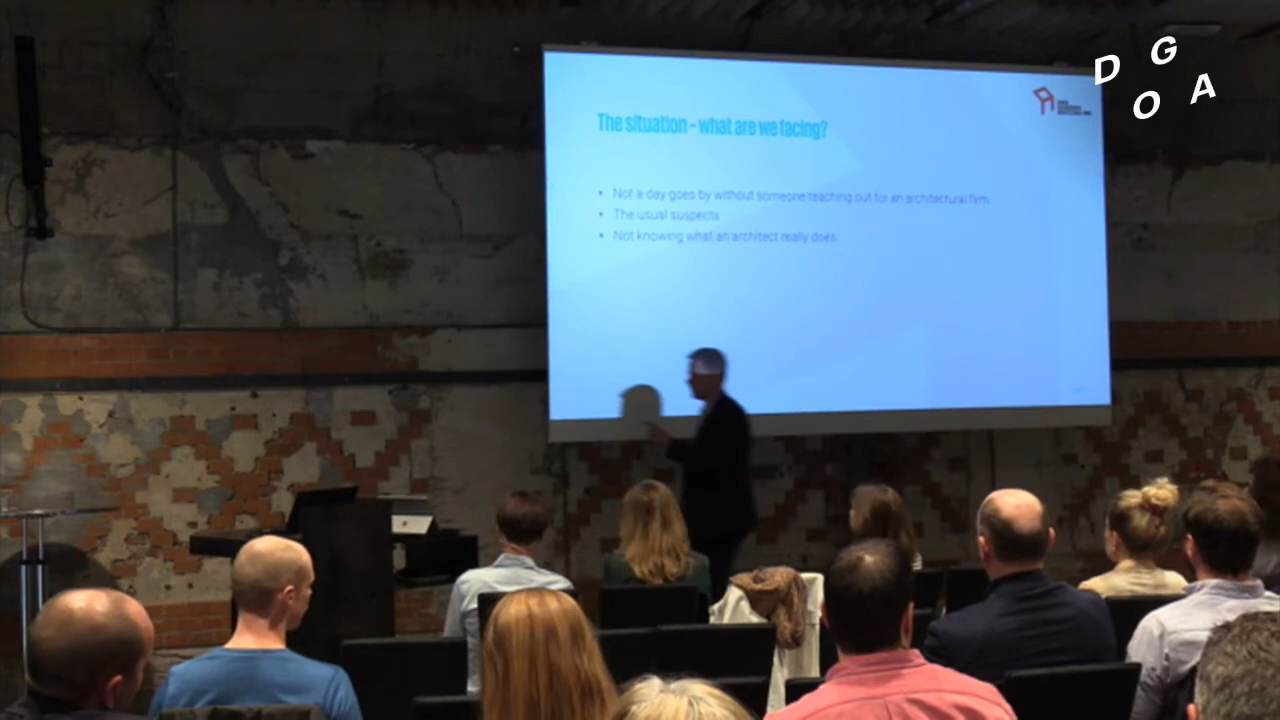 D G
O A
The situation – what are we facing?
• Not a day goes by without someone reaching out for an architectural firm
• The usual suspects
• Not knowing what an architect really does